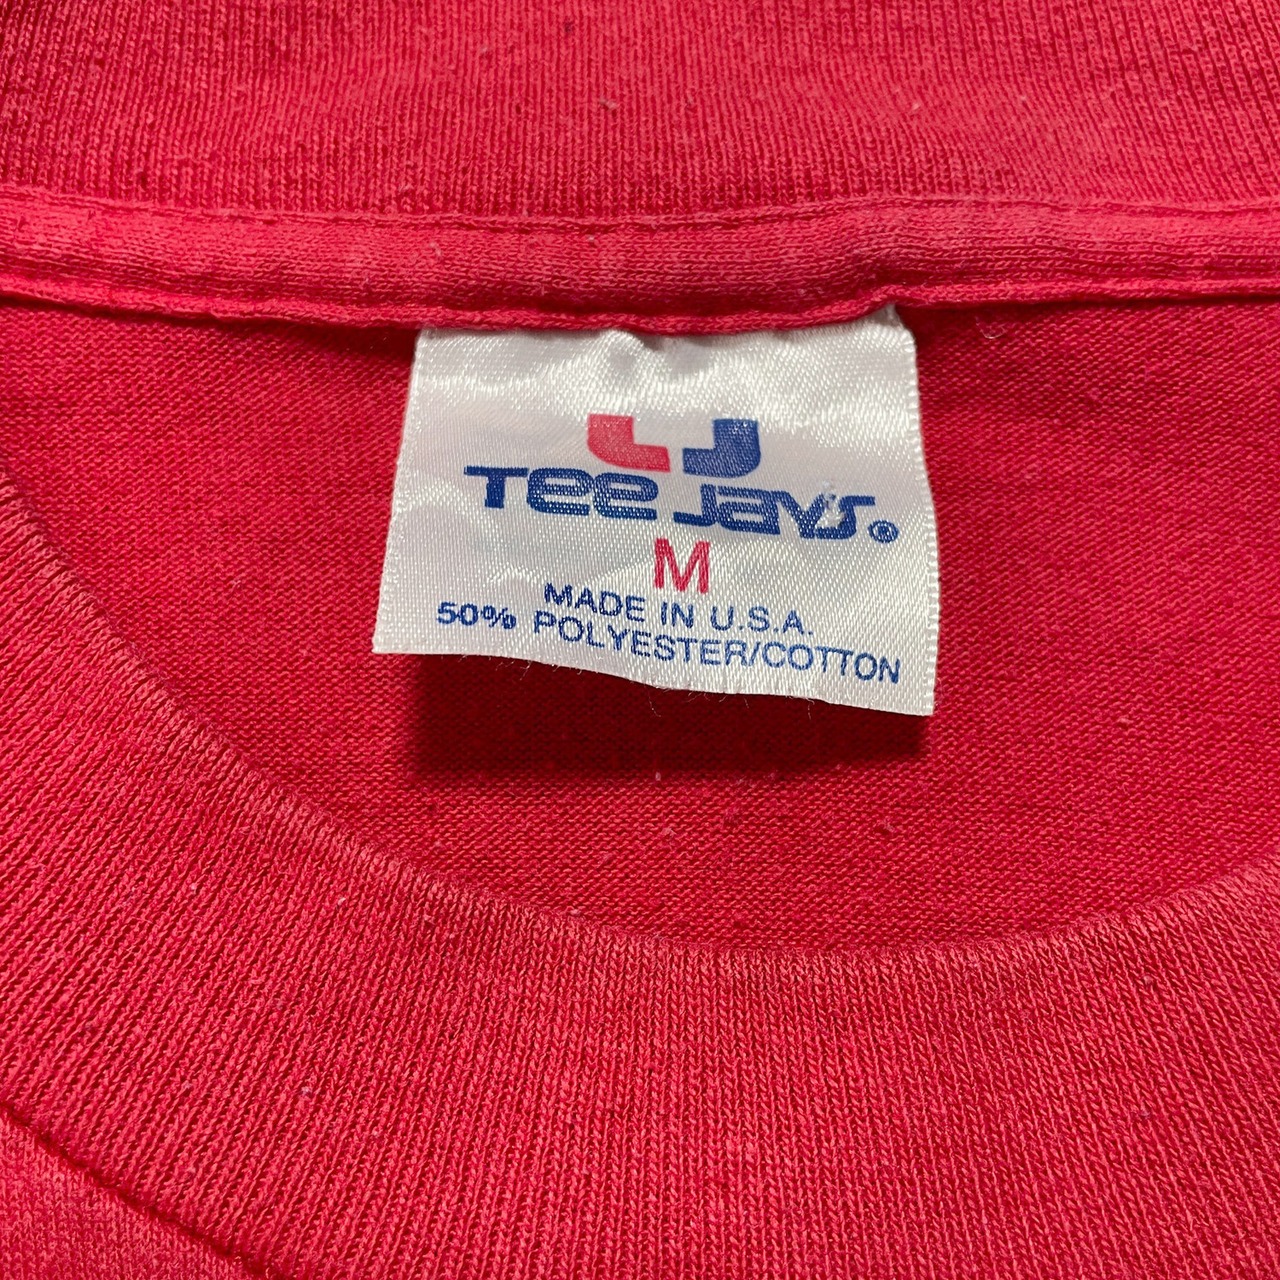 Tee Jays®
M
MADE IN U.S.A.
50% POLYESTER/COTTON